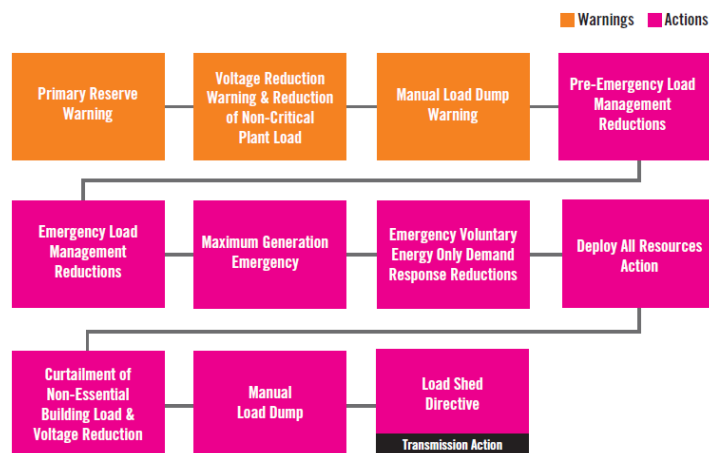 Warnings
Actions
Primary Reserve
Warning
Voltage Reduction
Warning & Reduction
of Non-Critical
Plant Load
Manual Load Dump
Warning
Pre-Emergency Load
Management
Reductions
Emergency Load
Management
Reductions
Maximum Generation
Emergency
Emergency Voluntary
Energy Only Demand
Response Reductions
Deploy All Resources
Action
Curtailment of
Non-Essential
Building Load &
Voltage Reduction
Manual
Load Dump
Load Shed
Directive
Transmission Action